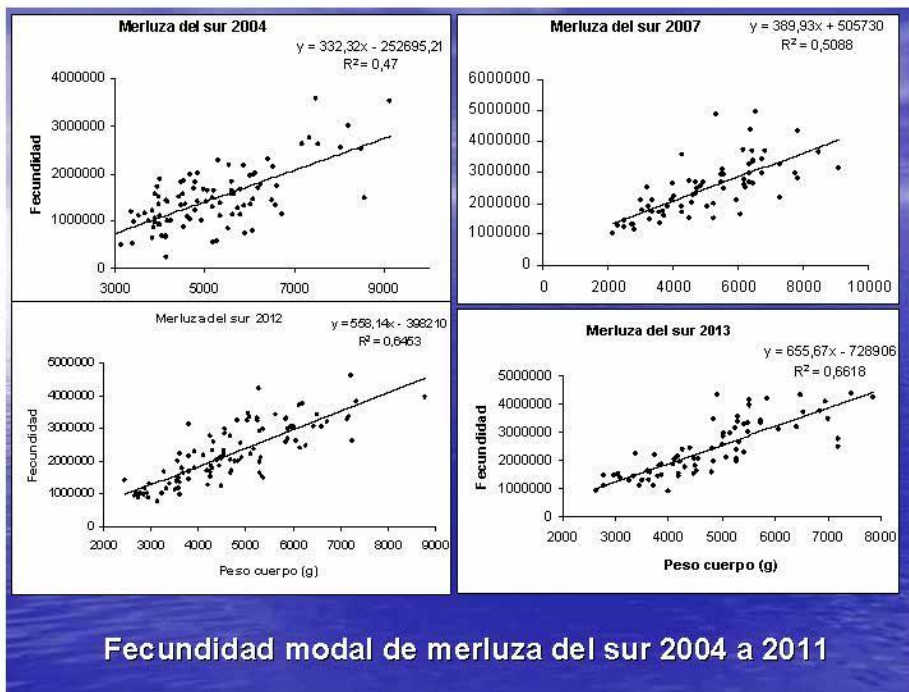 Merluza del sur 2004
y = 332,32x - 252695,21
R² = 0,47
4000000
3000000
2000000
1000000
0
Fecundidad
3000 5000 7000 9000
Merluza del sur 2007
y = 389,93x + 505730
R² = 0,5088
6000000
5000000
4000000
3000000
2000000
1000000
0
0 2000 4000 6000 8000 10000
Merluza del sur 2012
y = 558,14x - 398210
R² = 0,6453
5000000
4000000
3000000
2000000
1000000
0
Fecundidad
2000 3000 4000 5000 6000 7000 8000 9000
Peso cuerpo (g)
Merluza del sur 2013
y = 655,67x - 728906
R² = 0,6618
5000000
4000000
3000000
2000000
1000000
0
Fecundidad
2000 3000 4000 5000 6000 7000 8000
Peso cuerpo (g)
Fecundidad modal de merluza del sur 2004 a 2011